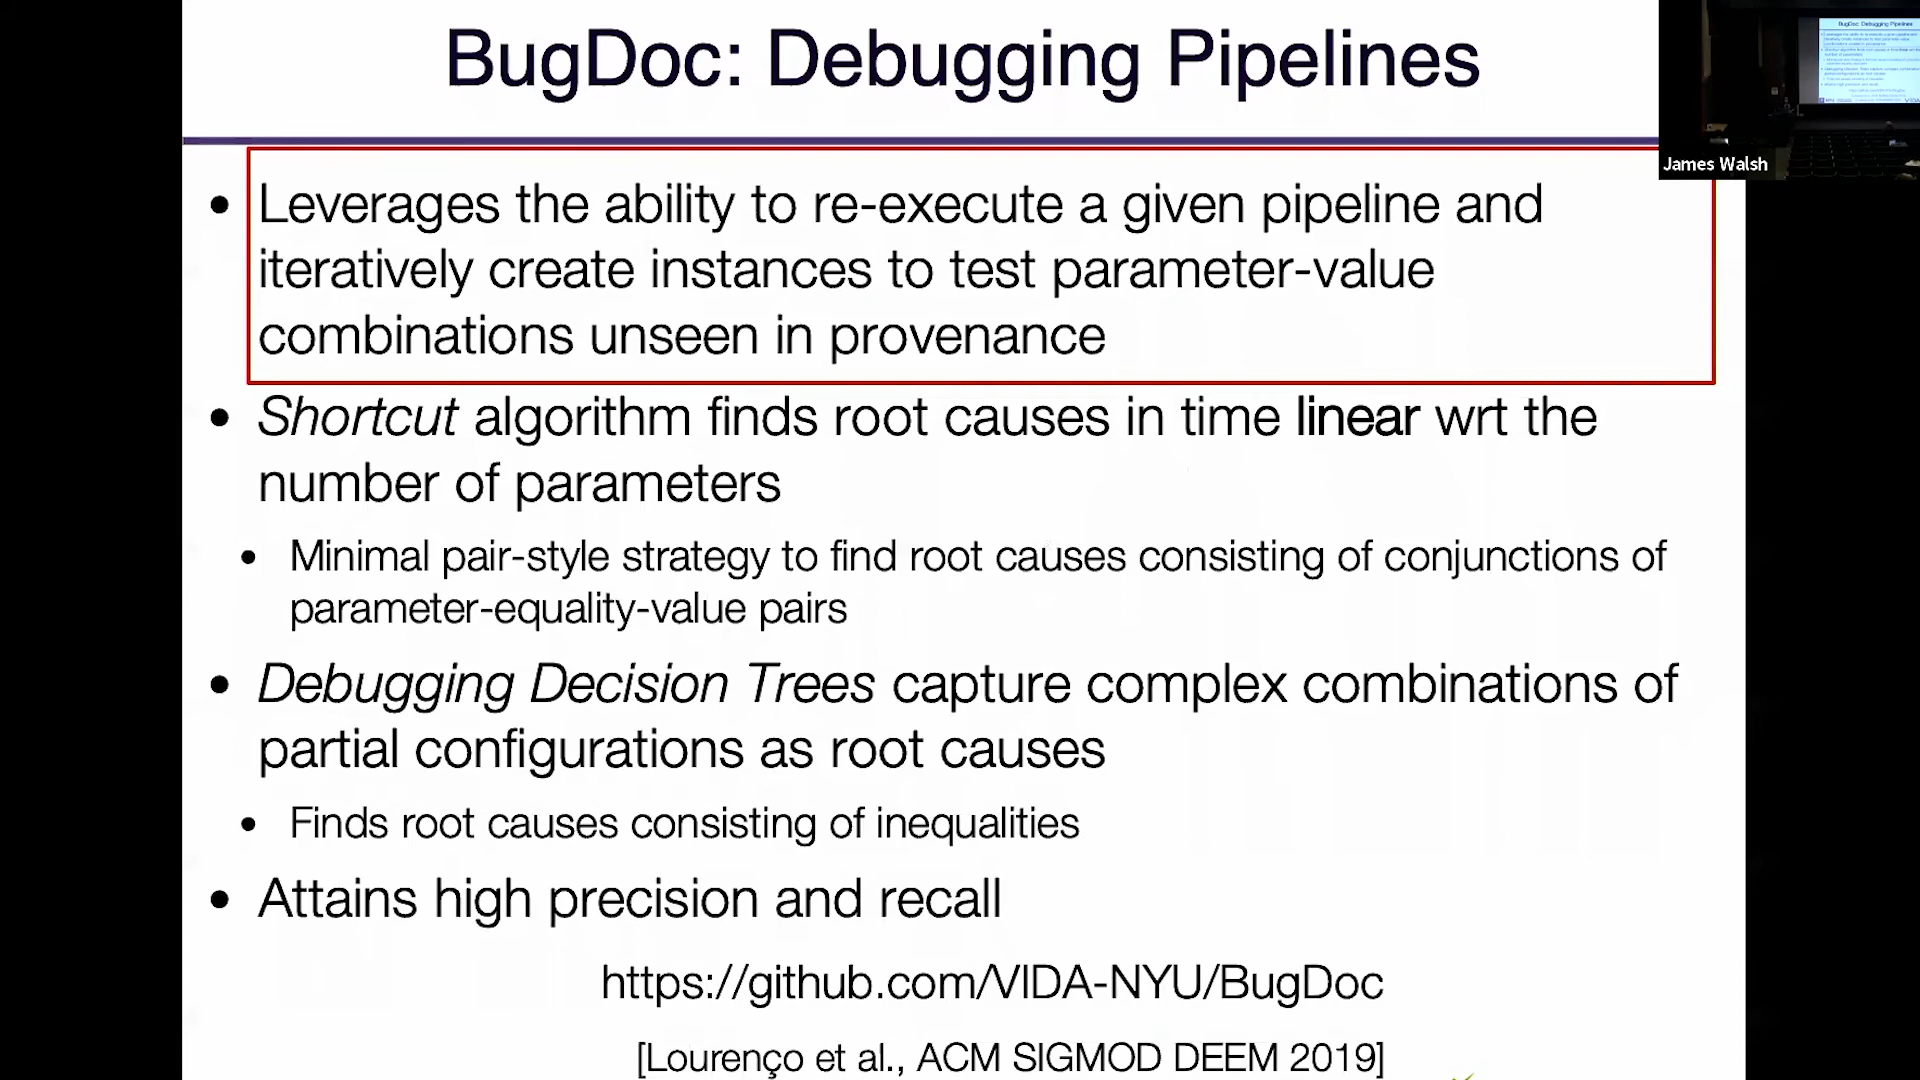 BugDoc: Debugging Pipelines
James Walsh
• Leverages the ability to re-execute a given pipeline and
iteratively create instances to test parameter-value
combinations unseen in provenance
• Shortcut algorithm finds root causes in time linear wrt the
number of parameters
• Minimal pair-style strategy to find root causes consisting of conjunctions of
parameter-equality-value pairs
• Debugging Decision Trees capture complex combinations of
partial configurations as root causes
• Finds root causes consisting of inequalities
• Attains high precision and recall
https://github.com/VIDA-NYU/BugDoc
[Lourenço et al., ACM SIGMOD DEEM 2019]